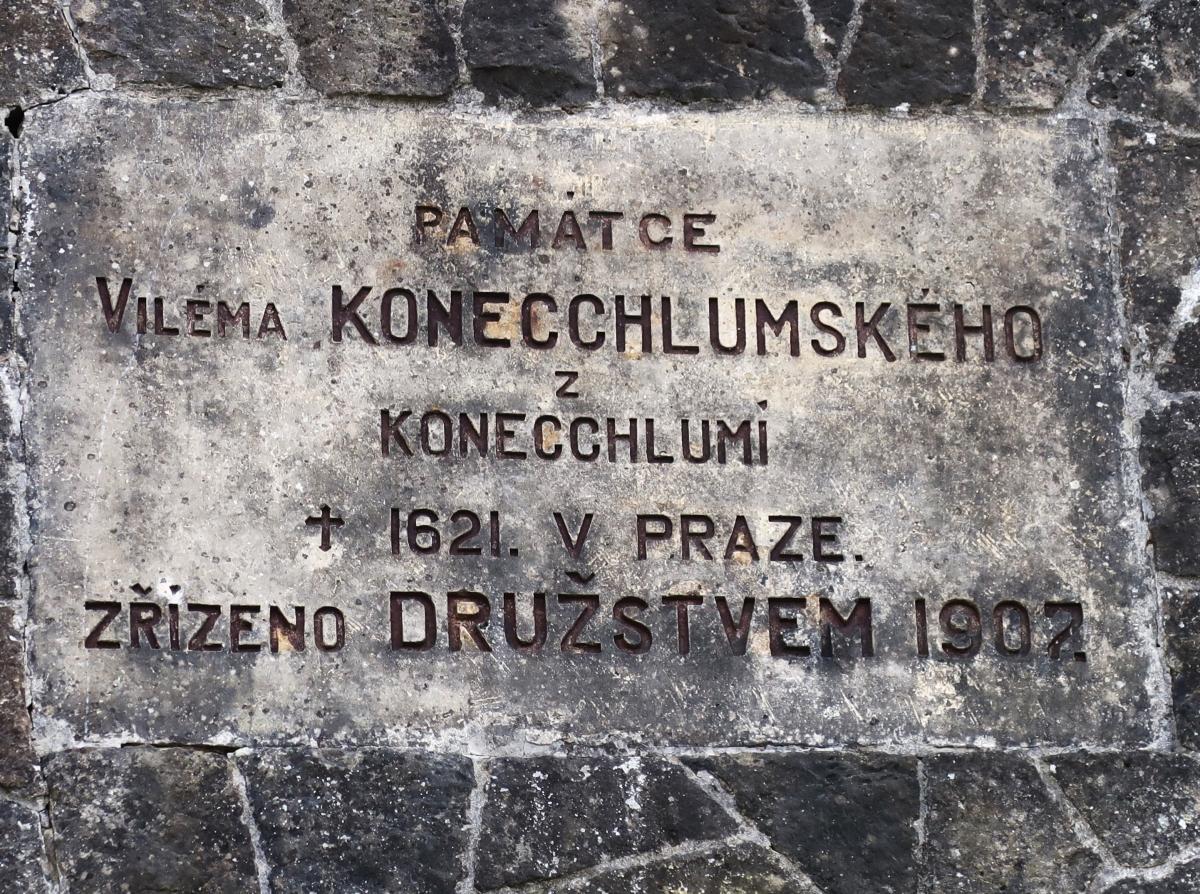 PAMÁTCE
VILÉMA KONECCHLUMSKÉHO
Z
KONECCHLUMÍ
✝ 1621. V PRAZE.
ZŘÍZENO DRUŽSTVEM 1907.